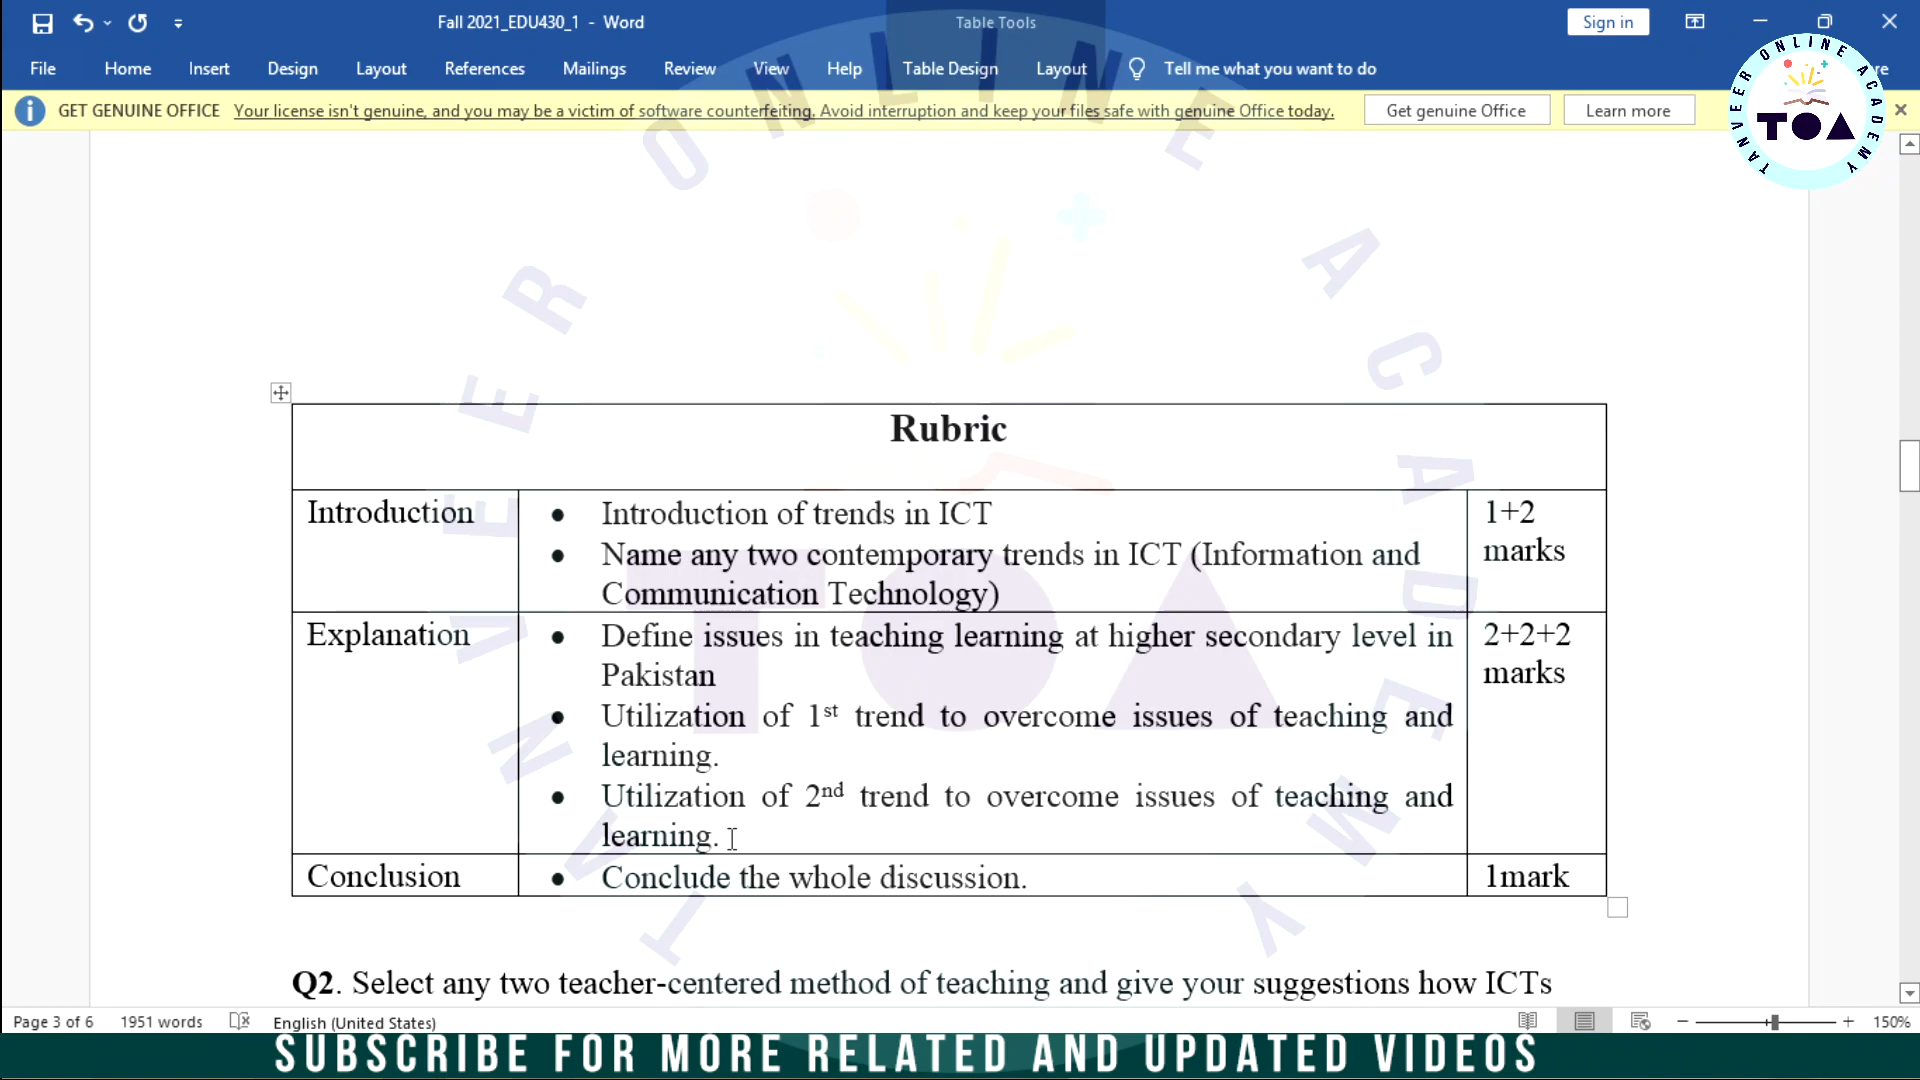 Fall 2021_EDU430_1 - Word
Table Tools
Sign in
File Home Insert Design Layout References Mailings Review View Help Table Design Layout Tell me what you want to do
GET GENUINE OFFICE Your license isn't genuine, and you may be a victim of software counterfeiting. Avoid interruption and keep your files safe with genuine Office today. Get genuine Office Learn more
TANVEER ONLINE ACADEMY
TOA
TANVEER ONLINE ACADEMY
TOA
Rubric
Introduction
• Introduction of trends in ICT
• Name any two contemporary trends in ICT (Information and
Communication Technology)
1+2
marks
Explanation
• Define issues in teaching learning at higher secondary level in
Pakistan
• Utilization of 1st trend to overcome issues of teaching and
learning.
• Utilization of 2nd trend to overcome issues of teaching and
learning.
2+2+2
marks
Conclusion
• Conclude the whole discussion.
1mark
Q2. Select any two teacher-centered method of teaching and give your suggestions how ICTs
Page 3 of 6 1951 words English (United States) 150%
SUBSCRIBE FOR MORE RELATED AND UPDATED VIDEOS